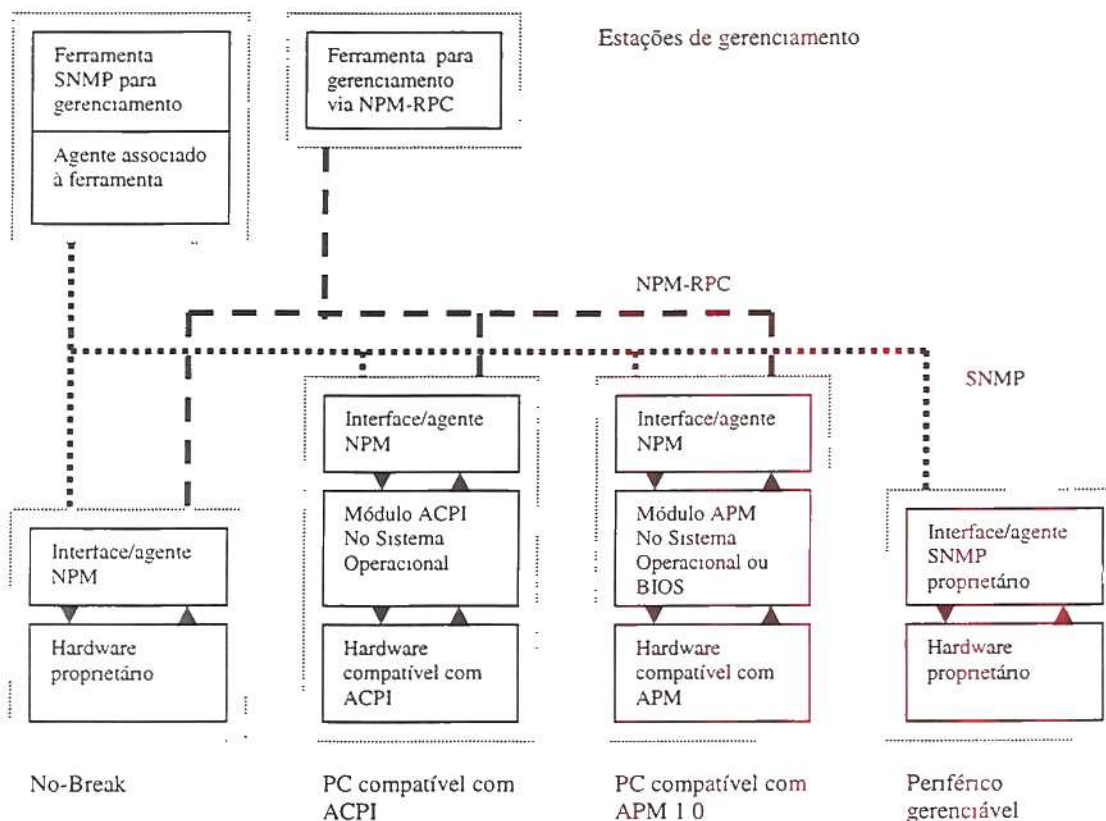 Ferramenta
SNMP para
gerenciamento
Agente associado
à ferramenta
Ferramenta para
gerenciamento
via NPM-RPC
Estações de gerenciamento
NPM-RPC
SNMP
Interface/agente
NPM
Hardware
proprietário
No-Break
Interface/agente
NPM
Módulo ACPI
No Sistema
Operacional
Hardware
compatível com
ACPI
PC compatível com
ACPI
Interface/agente
NPM
Módulo APM
No Sistema
Operacional ou
BIOS
Hardware
compatível com
APM
PC compatível com
APM 1 0
Interface/agente
SNMP
proprietário
Hardware
proprietário
Periférico
gerenciável